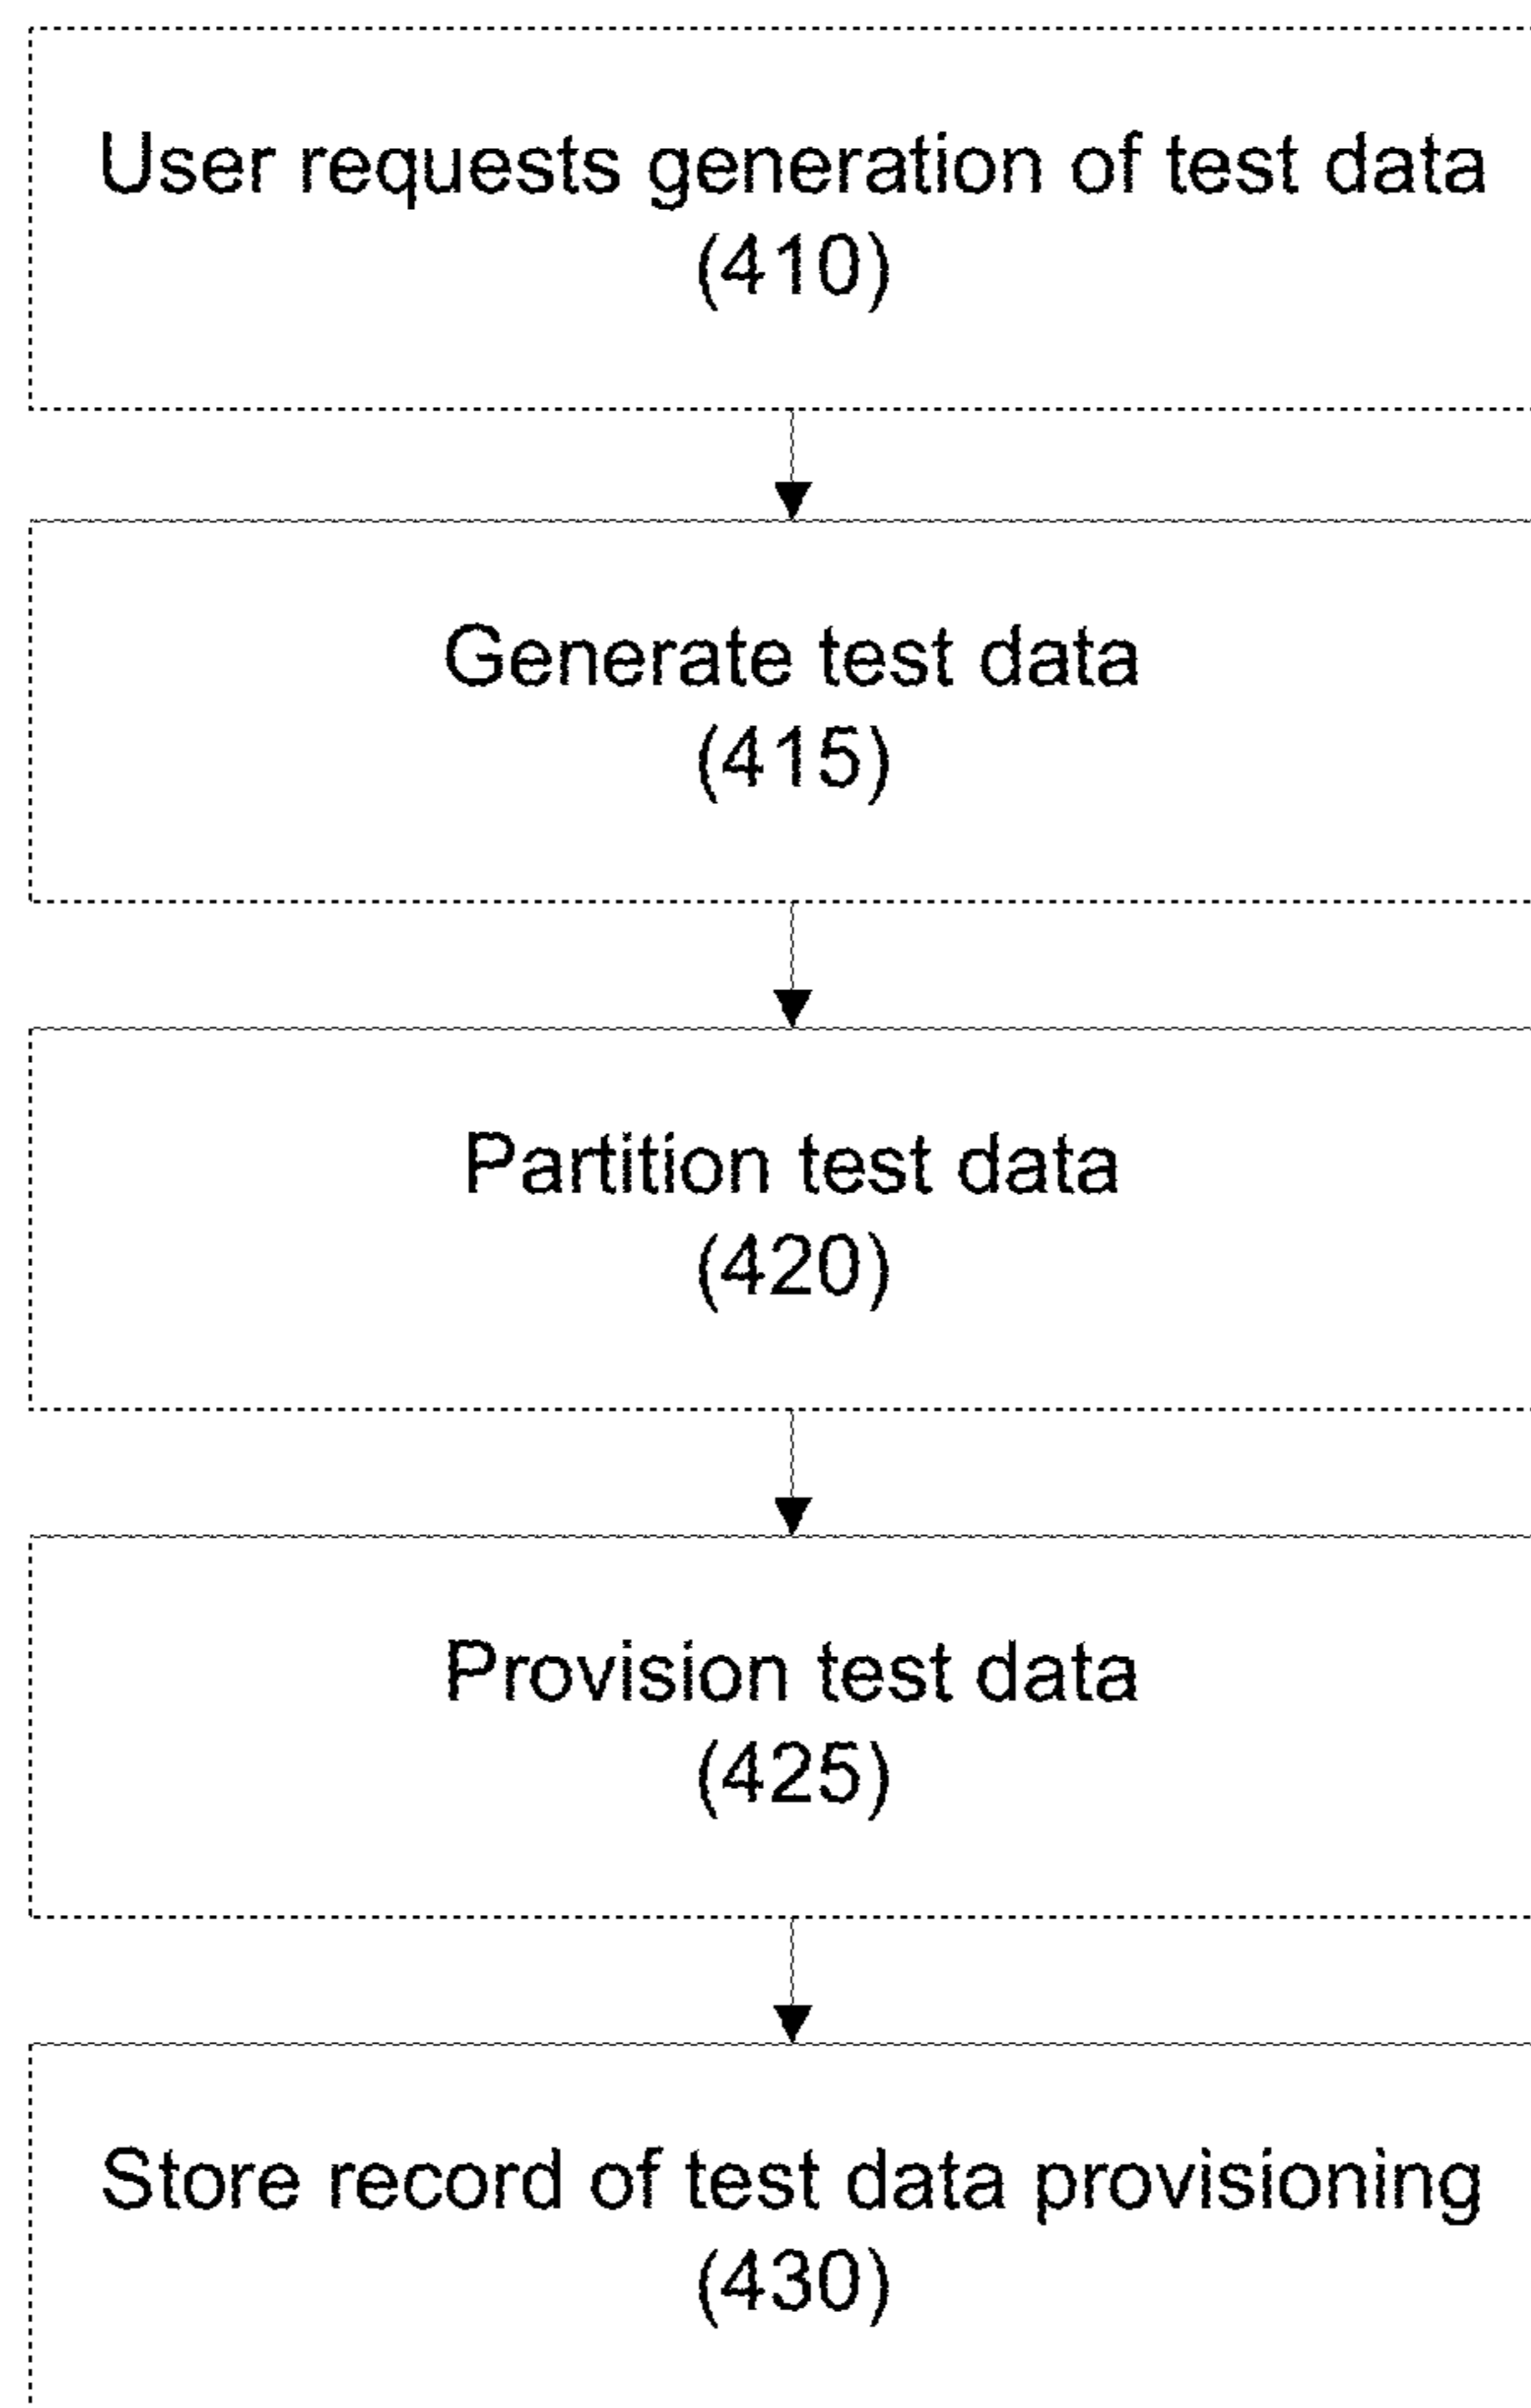 User requests generation of test data
(410)
Generate test data
(415)
Partition test data
(420)
Provision test data
(425)
Store record of test data provisioning
(430)